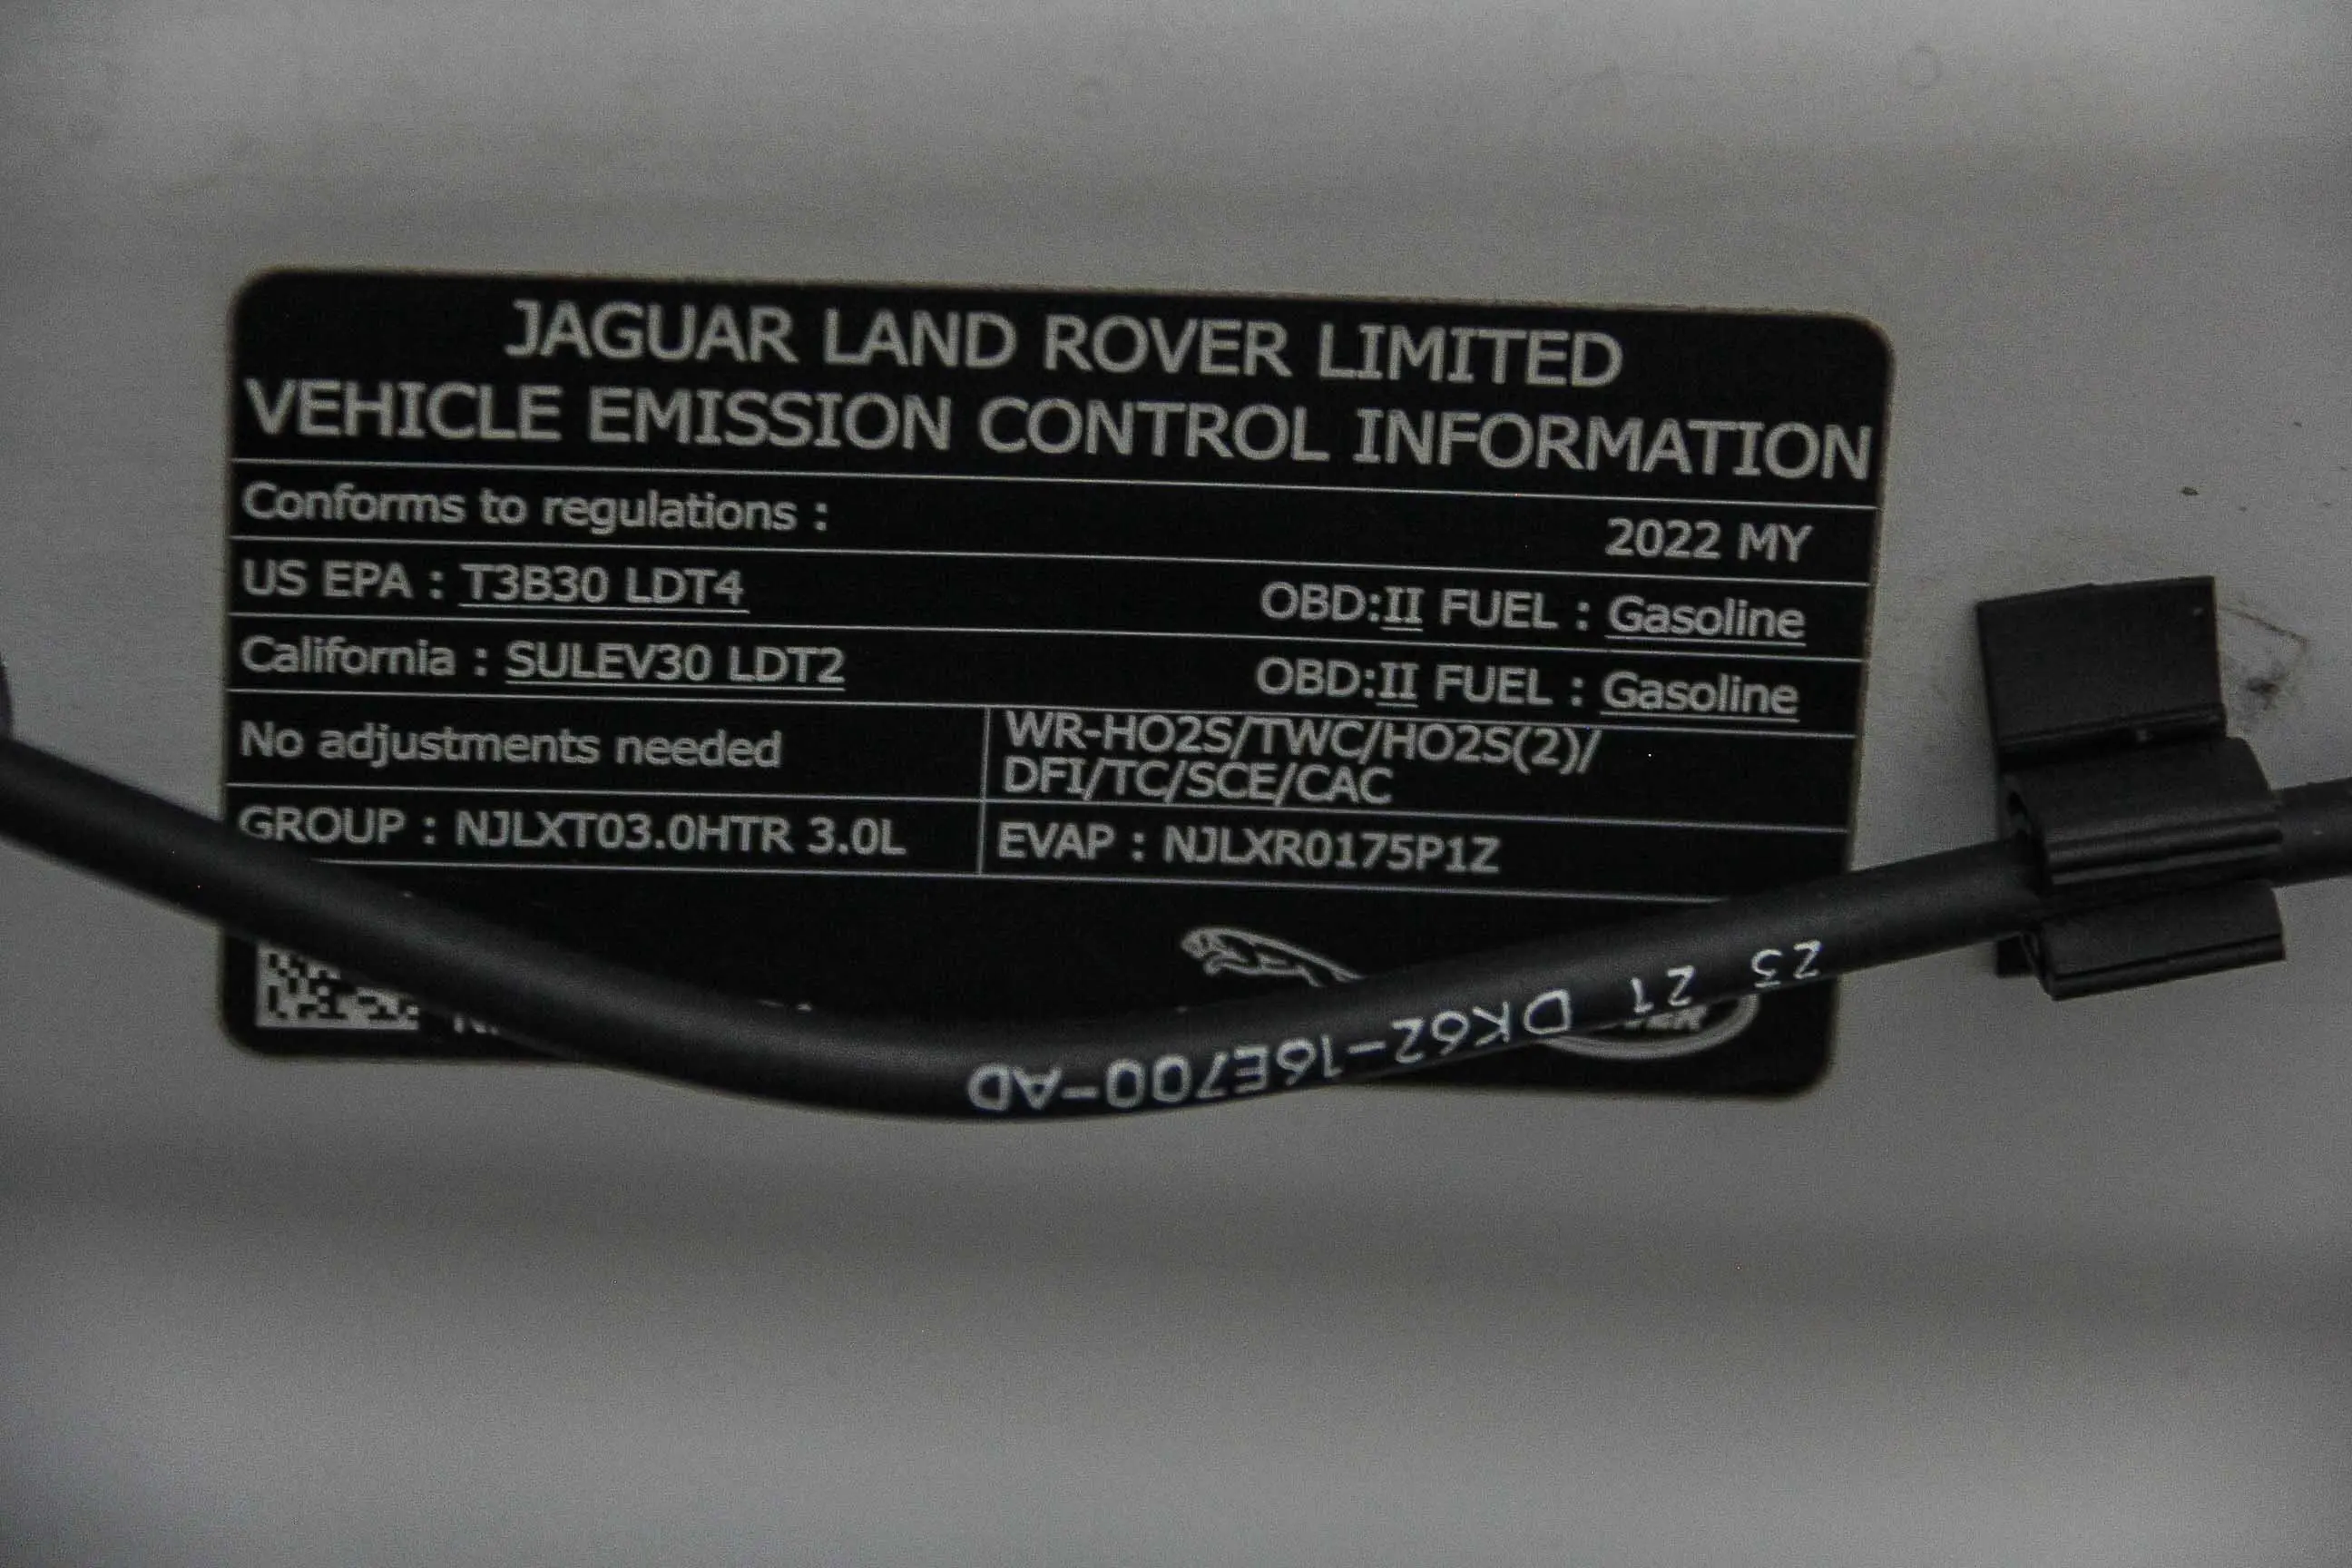 JAGUAR LAND ROVER LIMITED
VEHICLE EMISSION CONTROL INFORMATION
Conforms to regulations :
2022 MY
US EPA : T3B30 LDT4
OBD:II FUEL : Gasoline
California : SULEV30 LDT2
OBD:II FUEL : Gasoline
No adjustments needed
WR-HO2S/TWC/HO2S(2)/
DFI/TC/SCE/CAC
GROUP : NJLXT03.0HTR 3.0L
EVAP : NJLXR0175P1Z
23 21 DK62-16E700-AD